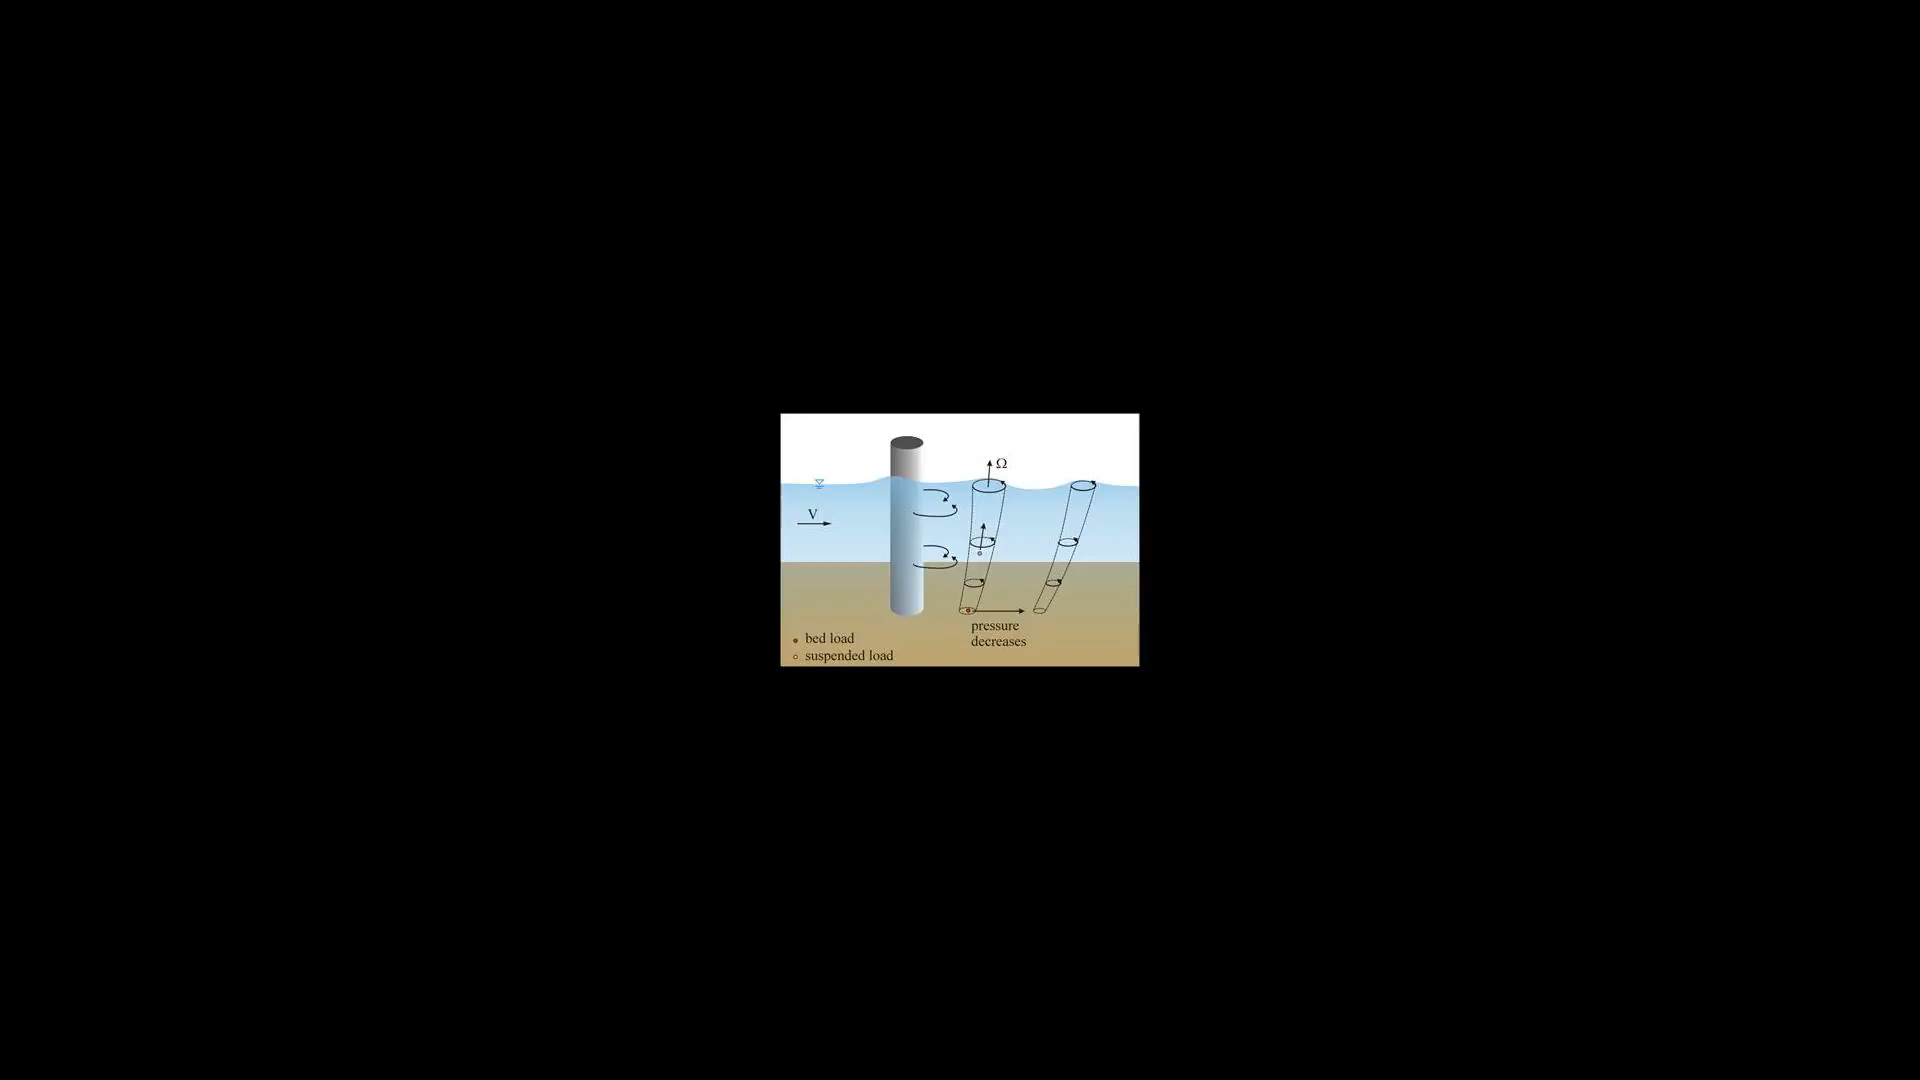 Ω
V
pressure
decreases
bed load
suspended load